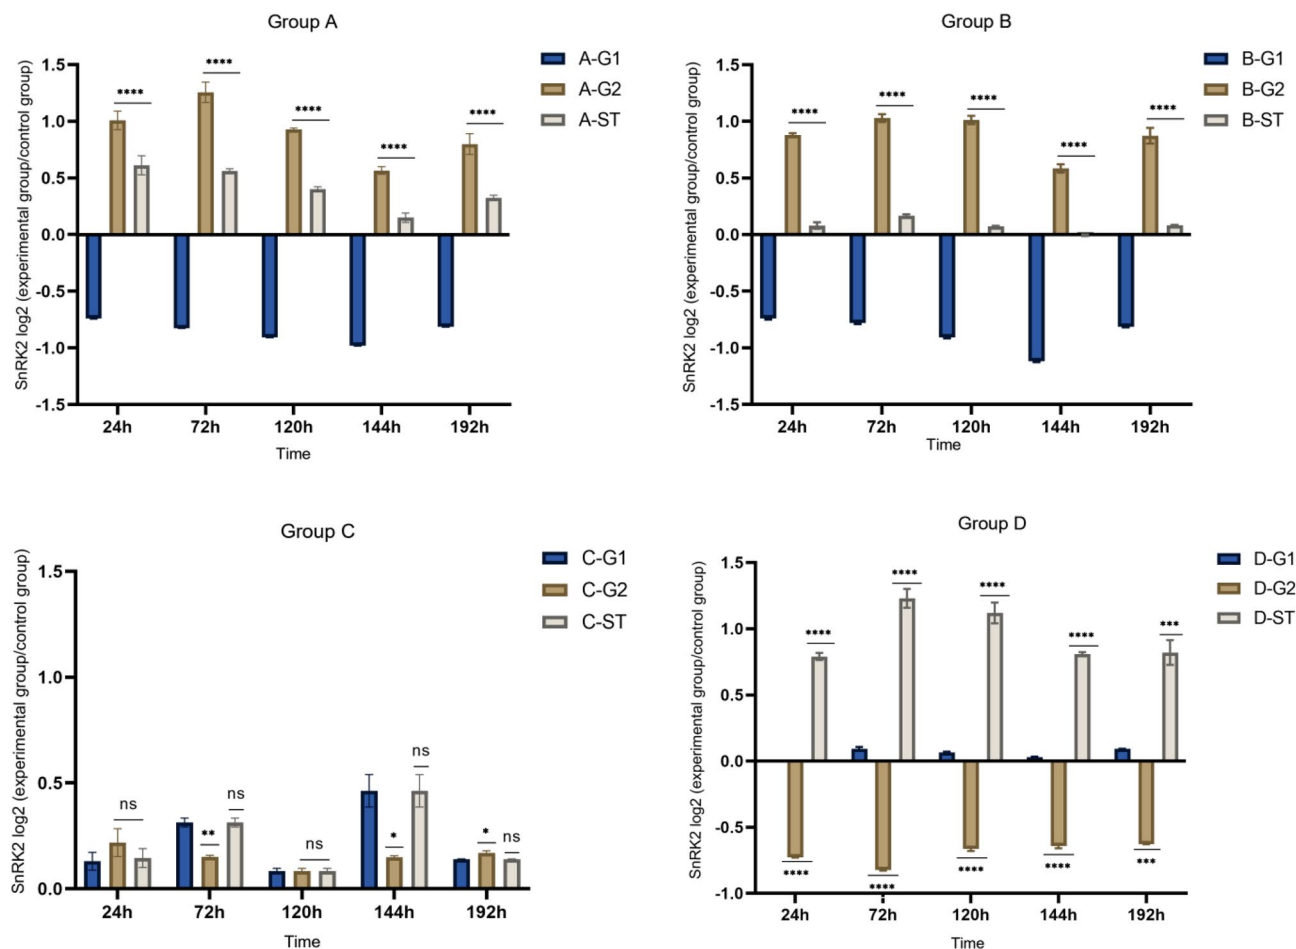 Group A
A-G1
A-G2
A-ST
SnRK2 log2 (experimental group/control group)
1.5
1.0
0.5
0.0
-0.5
-1.0
-1.5
**** **** **** **** ****
24h 72h 120h 144h 192h
Time
Group B
B-G1
B-G2
B-ST
SnRK2 log2 (experimental group/control group)
1.5
1.0
0.5
0.0
-0.5
-1.0
-1.5
**** **** **** **** ****
24h 72h 120h 144h 192h
Time
Group C
C-G1
C-G2
C-ST
SnRK2 log2 (experimental group/control group)
1.5
1.0
0.5
0.0
ns ** ns ns * ns * ns
24h 72h 120h 144h 192h
Time
Group D
D-G1
D-G2
D-ST
SnRK2 log2 (experimental group/control group)
1.5
1.0
0.5
0.0
-0.5
-1.0
**** **** **** **** ***
**** **** **** **** ***
24h 72h 120h 144h 192h
Time